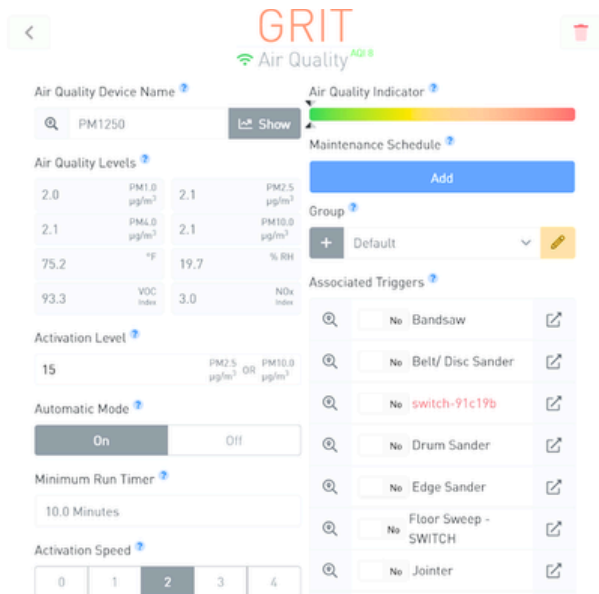 GRIT
Air Quality AQI 8
Air Quality Device Name ?
PM1250
Show
Air Quality Levels ?
2.0 PM1.0 µg/m³
2.1 PM2.5 µg/m³
2.1 PM4.0 µg/m³
2.1 PM10.0 µg/m³
75.2 °F
19.7 % RH
93.3 VOC Index
3.0 NOx Index
Activation Level ?
15 PM2.5 µg/m³ OR PM10.0 µg/m³
Automatic Mode ?
On Off
Minimum Run Timer ?
10.0 Minutes
Activation Speed ?
0 1 2 3 4
Air Quality Indicator ?
Maintenance Schedule ?
Add
Group ?
+ Default
Associated Triggers ?
No Bandsaw
No Belt/ Disc Sander
No switch-91c19b
No Drum Sander
No Edge Sander
No Floor Sweep -
SWITCH
No Jointer